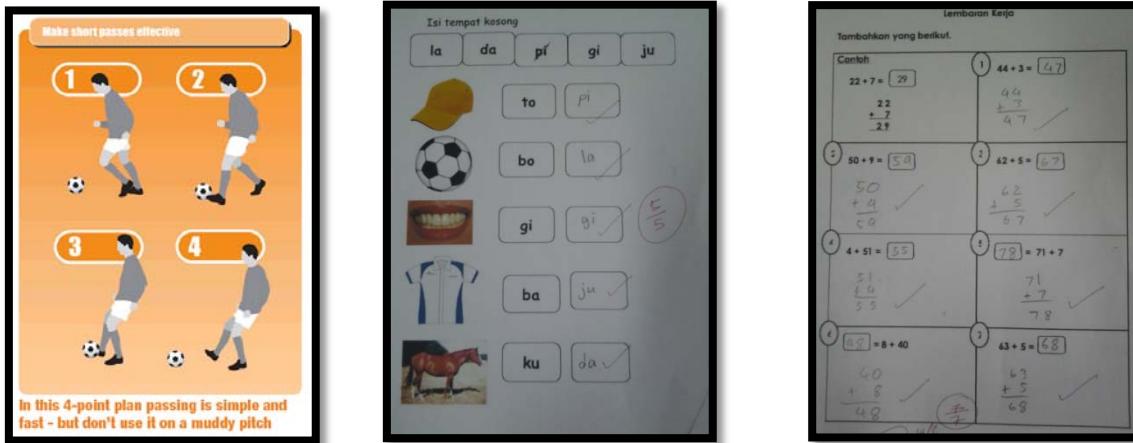 Make short passes effective
1
2
3
4
In this 4-point plan passing is simple and
fast - but don't use it on a muddy pitch
Isi tempat kosong
la da pi gi ju
to pi
bo la
gi gi
5/5
ba ju
ku da
Lembaran Kerja
Tambahkan yang berikut.
Contoh
22 + 7 = 29
22
+ 7
29
1
44 + 3 = 47
44
+ 3
47
50 + 9 = 59
50
+ 9
59
2
62 + 5 = 67
62
+ 5
67
4
4 + 51 = 55
51
+ 4
55
5
78 = 71 + 7
71
+ 7
78
48 = 8 + 40
40
+ 8
48
63 + 5 = 68
63
+ 5
68
7/7